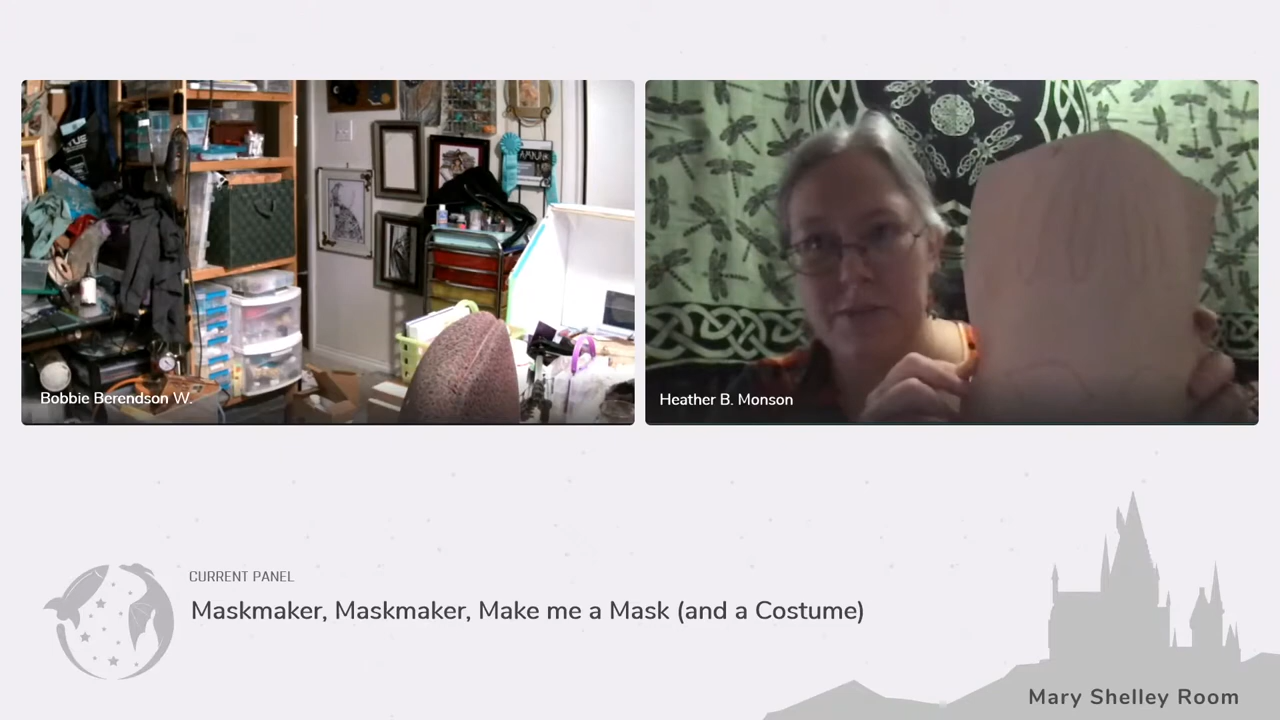 Bobbie Berendson W.
Heather B. Monson
CURRENT PANEL
Maskmaker, Maskmaker, Make me a Mask (and a Costume)
Mary Shelley Room